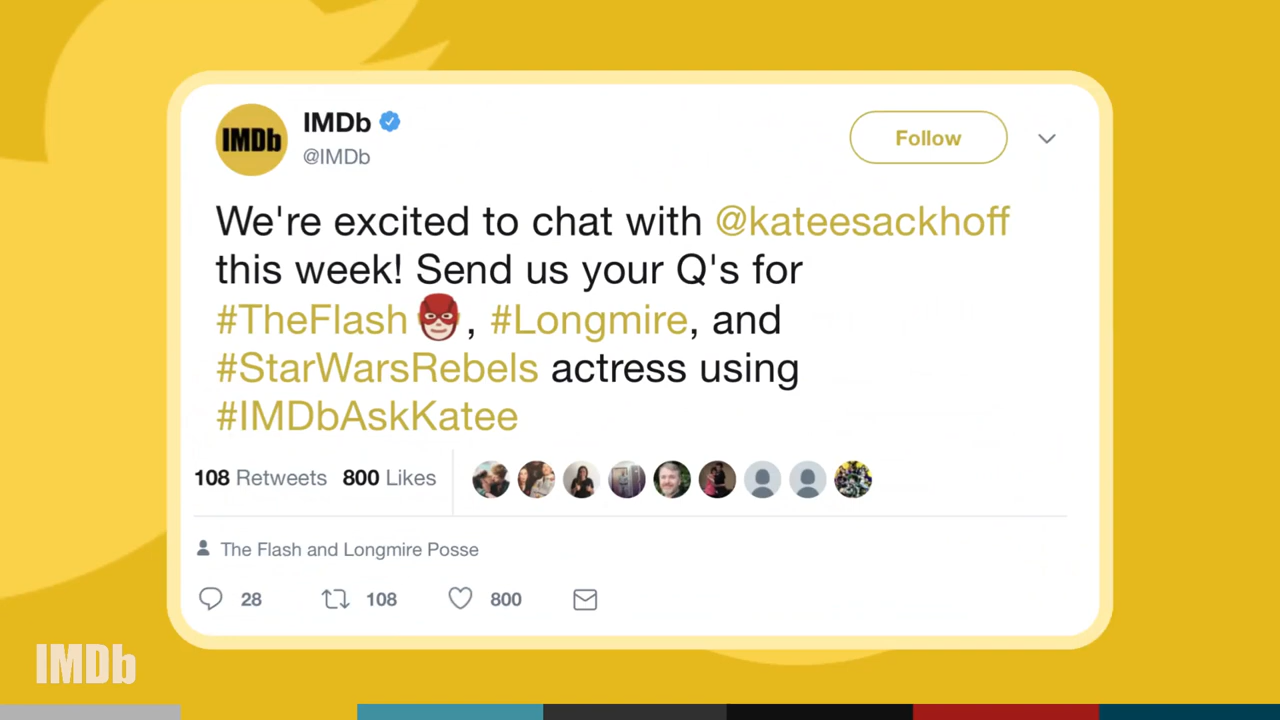 IMDb
IMDb
@IMDb
Follow
We're excited to chat with @kateesackhoff
this week! Send us your Q's for
#TheFlash , #Longmire, and
#StarWarsRebels actress using
#IMDbAskKatee
108 Retweets 800 Likes
The Flash and Longmire Posse
28 108 800
IMDb